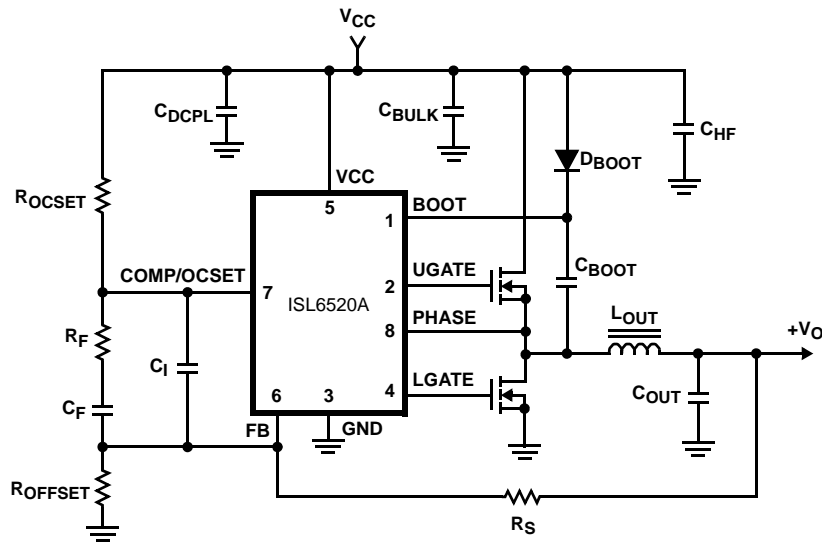 VCC
CDCPL
CBULK
CHF
DBOOT
ROCSET
VCC
5
BOOT
1
CBOOT
COMP/OCSET
7
ISL6520A
UGATE
2
PHASE
8
LOUT
+VO
RF
CI
LGATE
4
COUT
CF
6
3
FB
GND
ROFFSET
RS